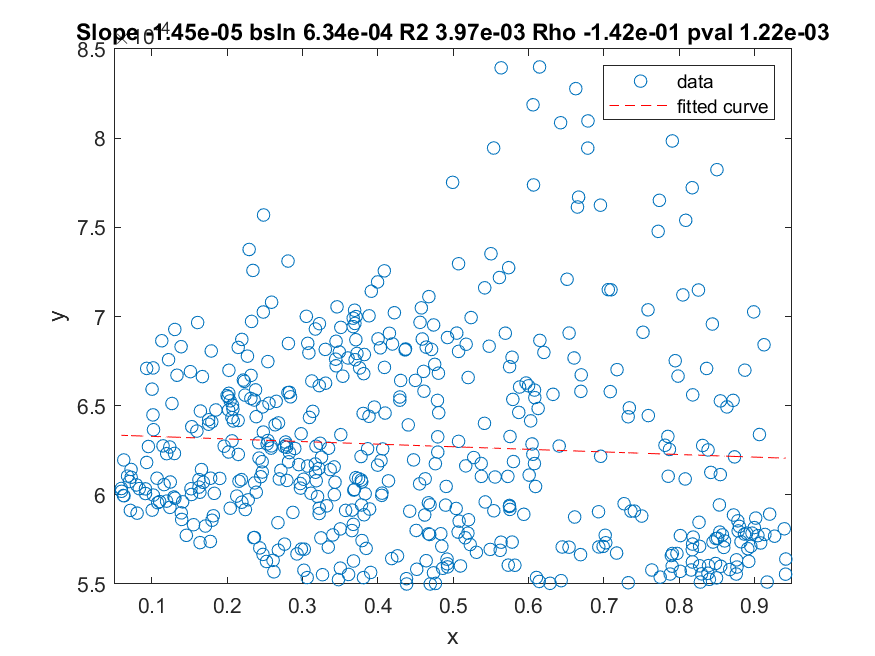 Slope -1.45e-05 bsln 6.34e-04 R2 3.97e-03 Rho -1.42e-01 pval 1.22e-03
×10⁻⁴
8.5
8
7.5
7
6.5
6
5.5
y
data
fitted curve
0.1 0.2 0.3 0.4 0.5 0.6 0.7 0.8 0.9
x